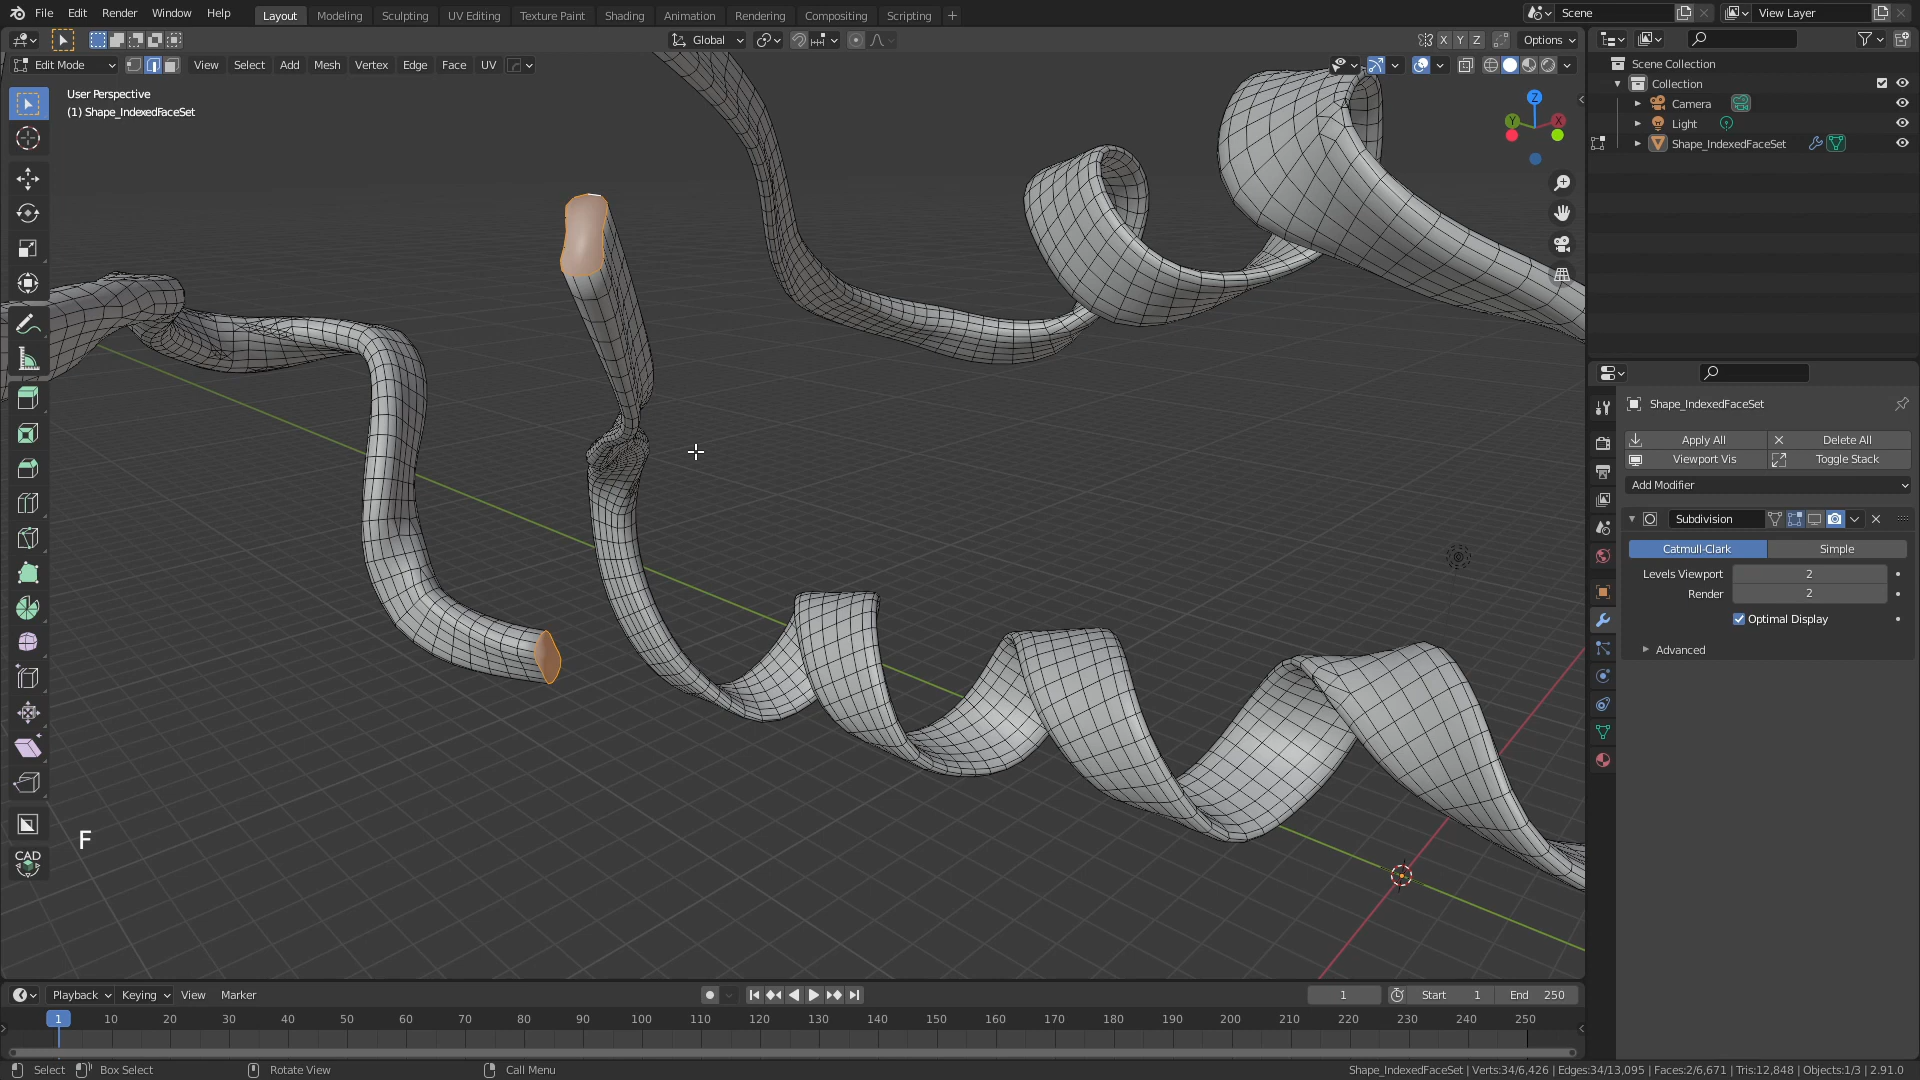 File Edit Render Window Help Layout Modeling Sculpting UV Editing Texture Paint Shading Animation Rendering Compositing Scripting + Scene View Layer
Global X Y Z Options
Edit Mode View Select Add Mesh Vertex Edge Face UV
User Perspective
(1) Shape_IndexedFaceSet
Z
Y X
F
CAD
Scene Collection
Collection
Camera
Light
Shape_IndexedFaceSet
Shape_IndexedFaceSet
Apply All Delete All
Viewport Vis Toggle Stack
Add Modifier
Subdivision
Catmull-Clark Simple
Levels Viewport 2
Render 2
Optimal Display
Advanced
Playback Keying View Marker 1 Start 1 End 250
1 10 20 30 40 50 60 70 80 90 100 110 120 130 140 150 160 170 180 190 200 210 220 230 240 250
Select Box Select Rotate View Call Menu Shape_IndexedFaceSet | Verts:34/6,426 | Edges:34/13,095 | Faces:2/6,671 | Tris:12,848 | Objects:1/3 | 2.91.0